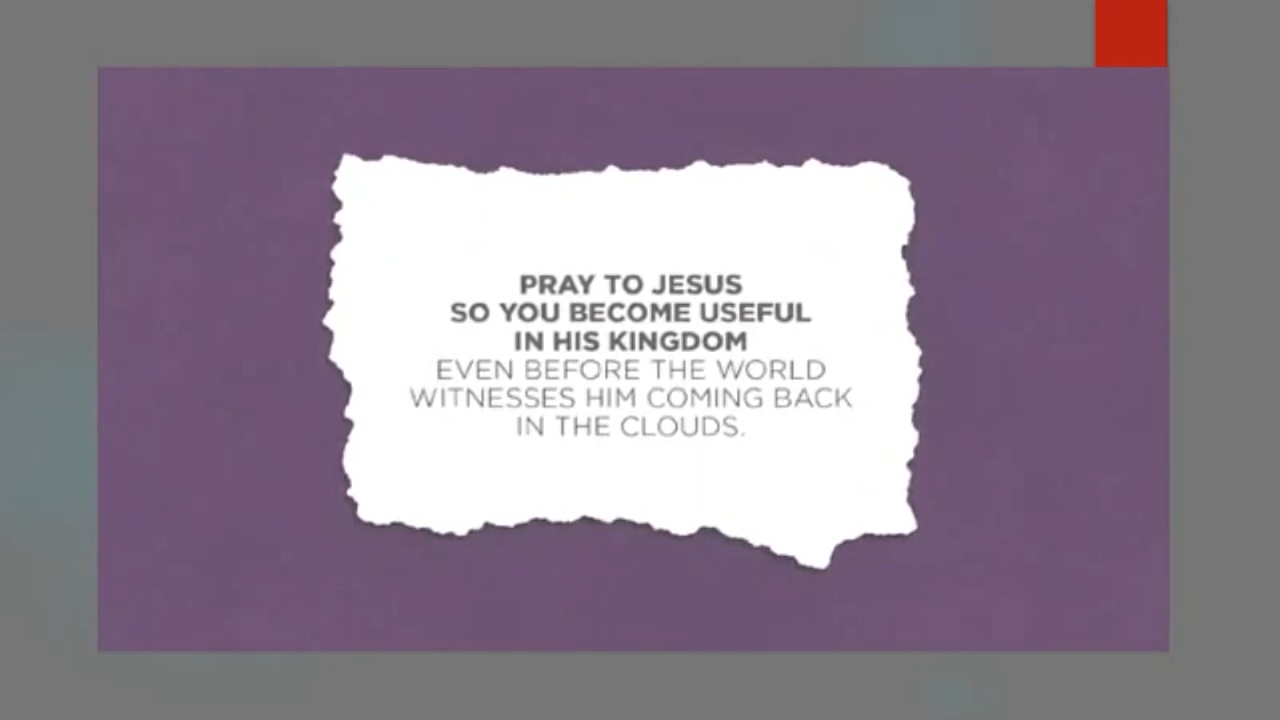 PRAY TO JESUS
SO YOU BECOME USEFUL
IN HIS KINGDOM
EVEN BEFORE THE WORLD
WITNESSES HIM COMING BACK
IN THE CLOUDS.